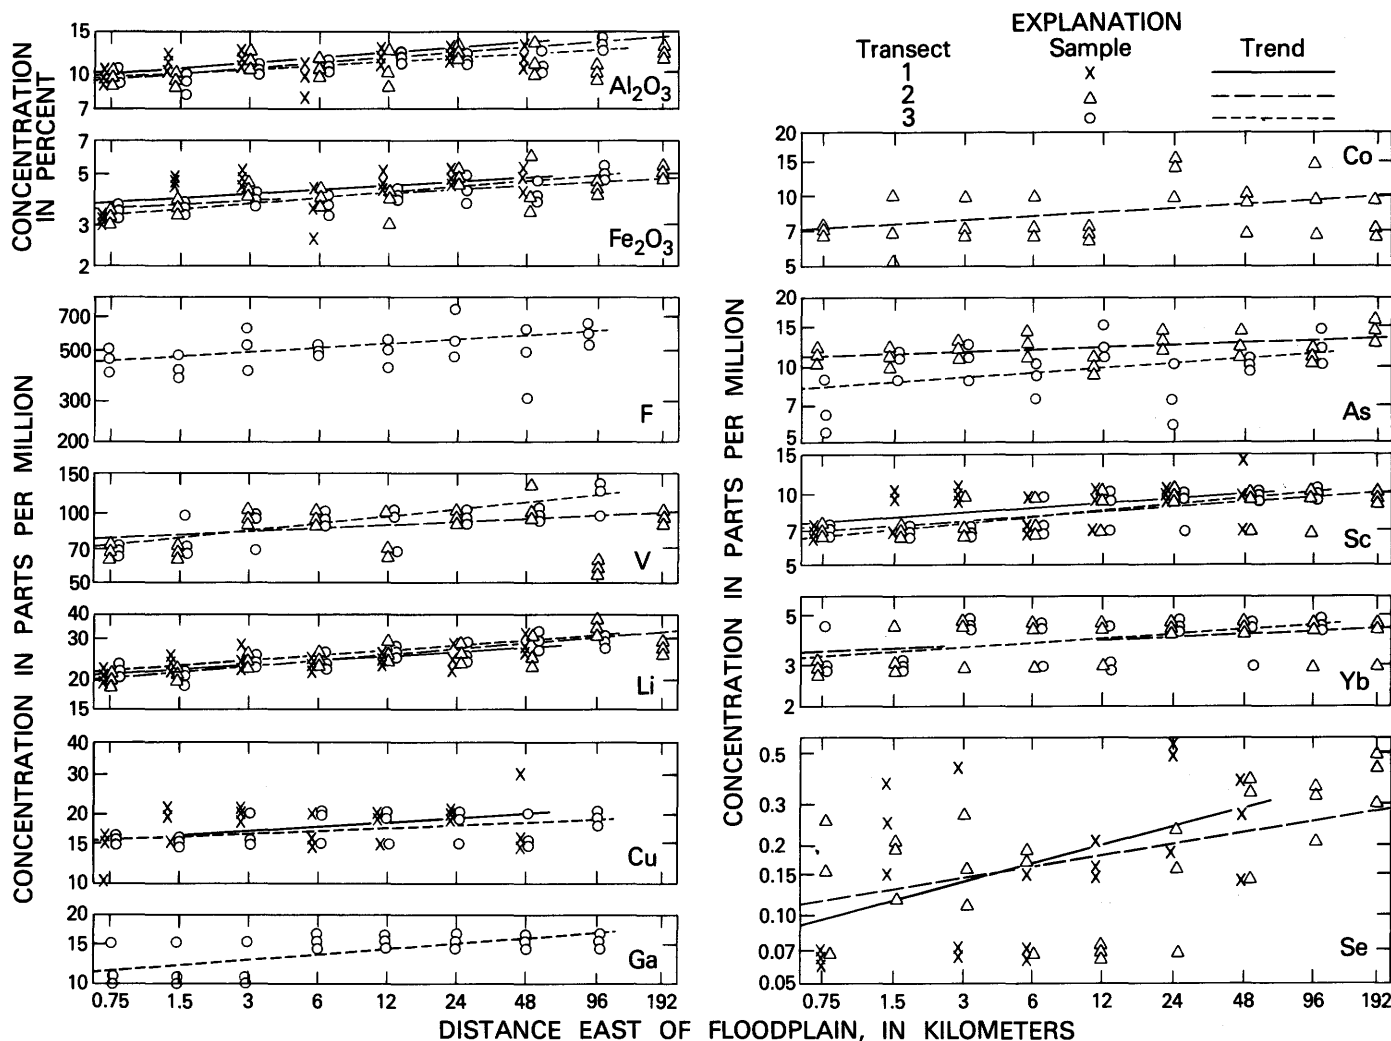 EXPLANATION
Transect Sample Trend
1
2
3
CONCENTRATION
IN PERCENT
15
10
7
Al2O3
7
5
3
2
Fe2O3
CONCENTRATION IN PARTS PER MILLION
700
500
300
200
F
150
100
70
50
V
40
30
20
15
Li
40
30
20
15
10
Cu
20
15
10
Ga
0.75 1.5 3 6 12 24 48 96 192
CONCENTRATION IN PARTS PER MILLION
20
15
10
7
5
Co
20
15
10
7
5
As
15
10
7
5
Sc
5
3
2
Yb
0.5
0.3
0.2
0.15
0.10
0.07
0.05
Se
0.75 1.5 3 6 12 24 48 96 192
DISTANCE EAST OF FLOODPLAIN, IN KILOMETERS